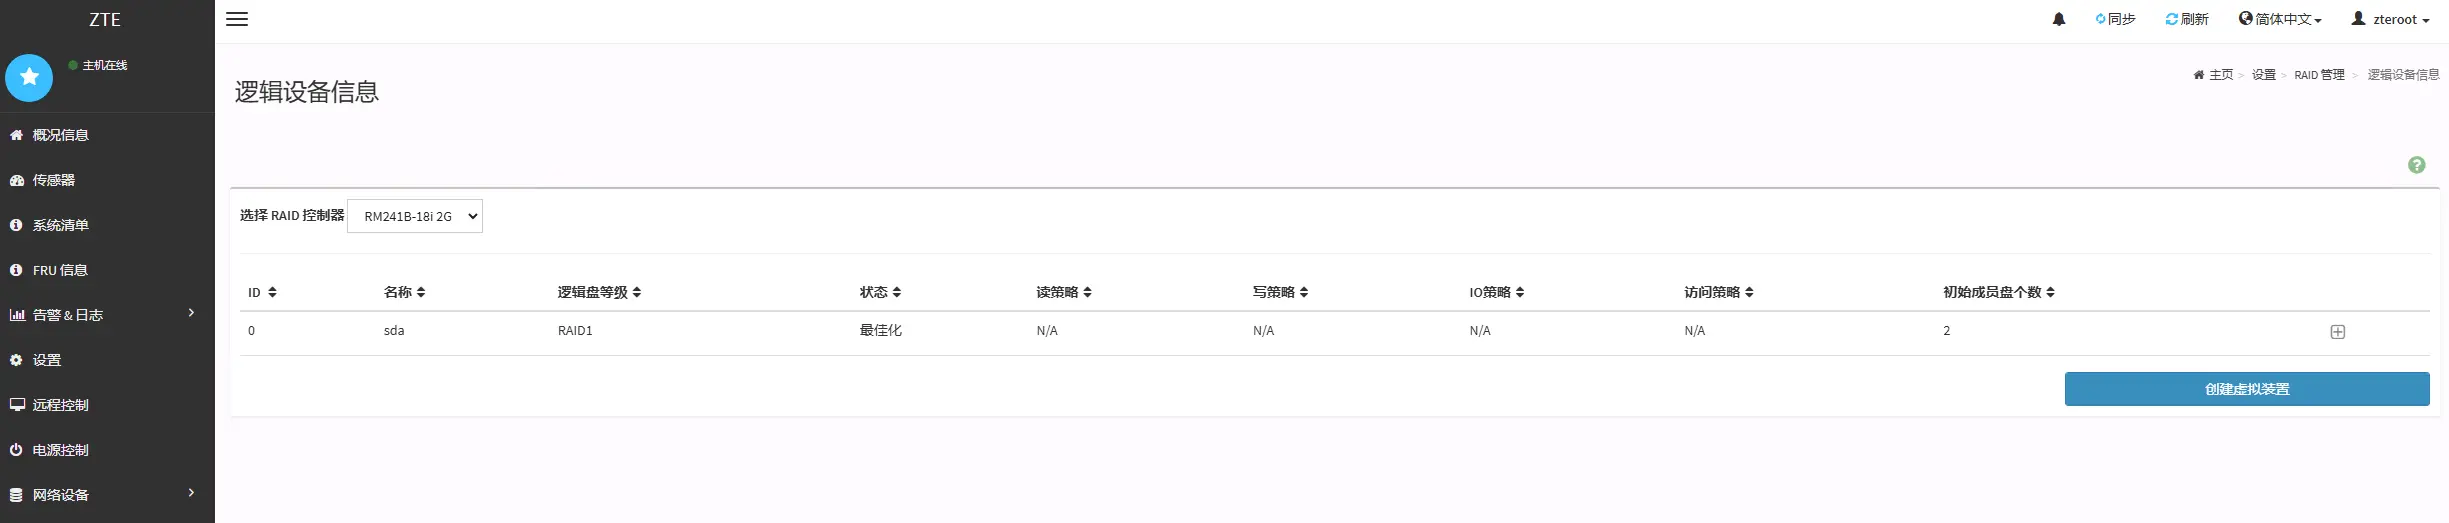 ZTE
同步 刷新 简体中文 zteroot
主机在线
逻辑设备信息
主页 > 设置 > RAID 管理 > 逻辑设备信息
概况信息
传感器
系统清单
FRU 信息
告警 & 日志
设置
远程控制
电源控制
网络设备
选择 RAID 控制器 RM241B-18i 2G
ID 名称 逻辑盘等级 状态 读策略 写策略 IO策略 访问策略 初始成员盘个数
0 sda RAID1 最佳化 N/A N/A N/A N/A 2
创建虚拟装置